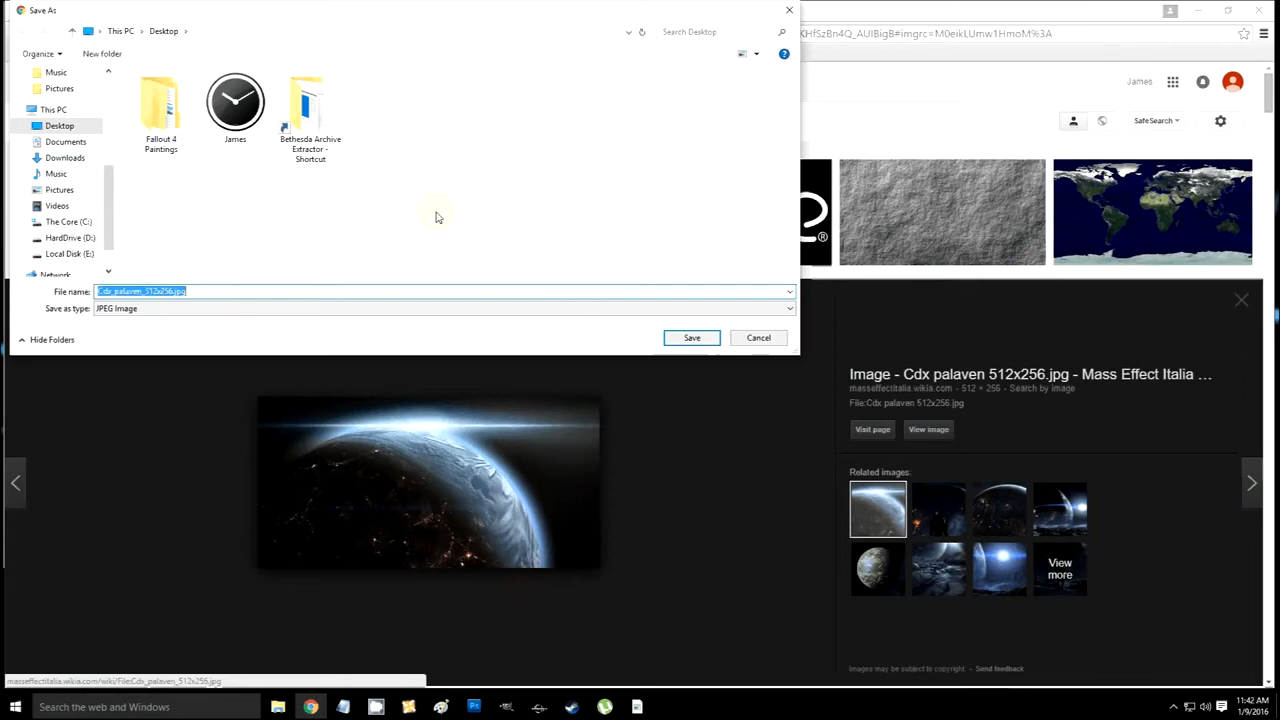 Save As
This PC
Desktop
Search Desktop
KHfSzBn4Q_AUIBigB#imgrc=M0eikLUmw1HmoM%3A
Organize
New folder
Music
Pictures
This PC
Desktop
Documents
Downloads
Music
Pictures
Videos
The Core (C:)
HardDrive (D:)
Local Disk (E:)
Network
Fallout 4
Paintings
James
Bethesda Archive
Extractor -
Shortcut
File name:
Cdx_palaven_512x256.jpg
Save as type:
JPEG Image
Hide Folders
Save
Cancel
James
SafeSearch
®
Image - Cdx palaven 512x256.jpg - Mass Effect Italia ...
masseffectitalia.wikia.com - 512 × 256 - Search by image
File:Cdx palaven 512x256.jpg
Visit page
View image
Related images:
View
more
Images may be subject to copyright. - Send feedback
masseffectitalia.wikia.com/wiki/File:Cdx_palaven_512x256.jpg
Search the web and Windows
Ps
11:42 AM
1/9/2016